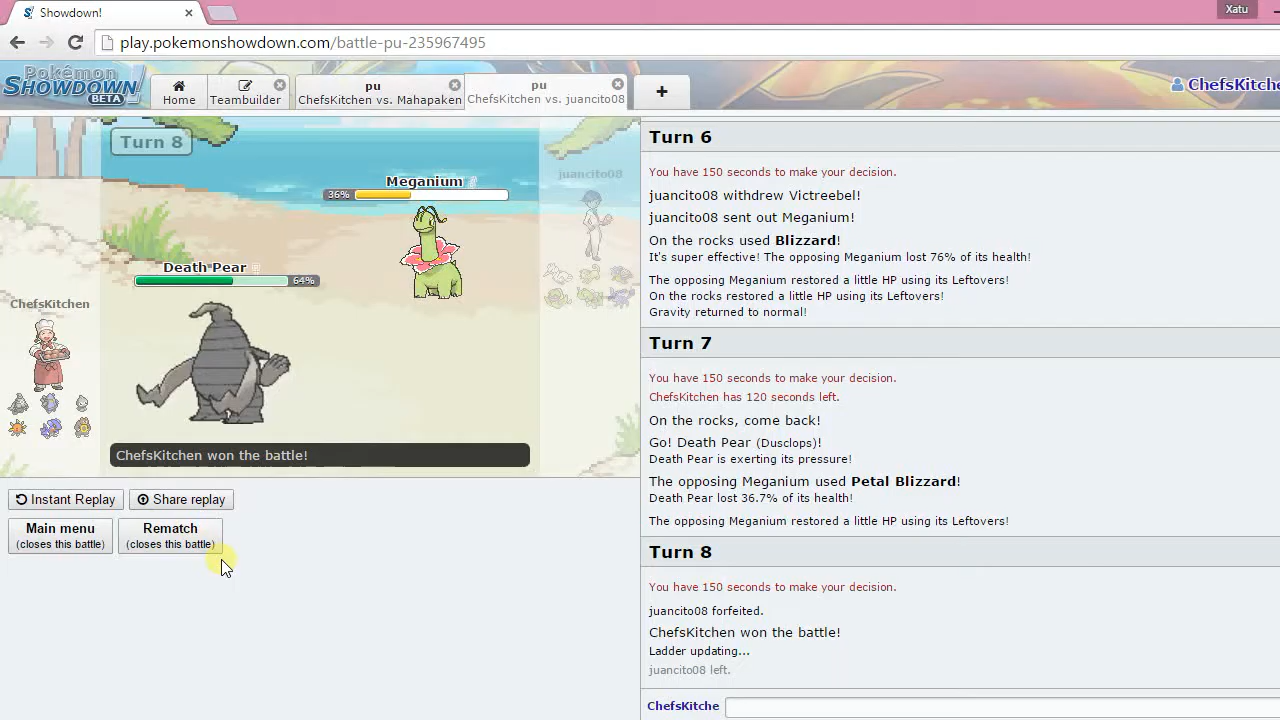 Showdown!
Xatu
play.pokemonshowdown.com/battle-pu-235967495
Pokémon
SHOWDOWN!
BETA
Home
Teambuilder
pu
ChefsKitchen vs. Mahapaken
pu
ChefsKitchen vs. juancito08
+
ChefsKitche
Turn 8
juancito08
Meganium
36%
Death Pear
64%
ChefsKitchen
ChefsKitchen won the battle!
Instant Replay
Share replay
Main menu
(closes this battle)
Rematch
(closes this battle)
Turn 6
You have 150 seconds to make your decision.
juancito08 withdrew Victreebel!
juancito08 sent out Meganium!
On the rocks used Blizzard!
It's super effective! The opposing Meganium lost 76% of its health!
The opposing Meganium restored a little HP using its Leftovers!
On the rocks restored a little HP using its Leftovers!
Gravity returned to normal!
Turn 7
You have 150 seconds to make your decision.
ChefsKitchen has 120 seconds left.
On the rocks, come back!
Go! Death Pear (Dusclops)!
Death Pear is exerting its pressure!
The opposing Meganium used Petal Blizzard!
Death Pear lost 36.7% of its health!
The opposing Meganium restored a little HP using its Leftovers!
Turn 8
You have 150 seconds to make your decision.
juancito08 forfeited.
ChefsKitchen won the battle!
Ladder updating...
juancito08 left.
ChefsKitche